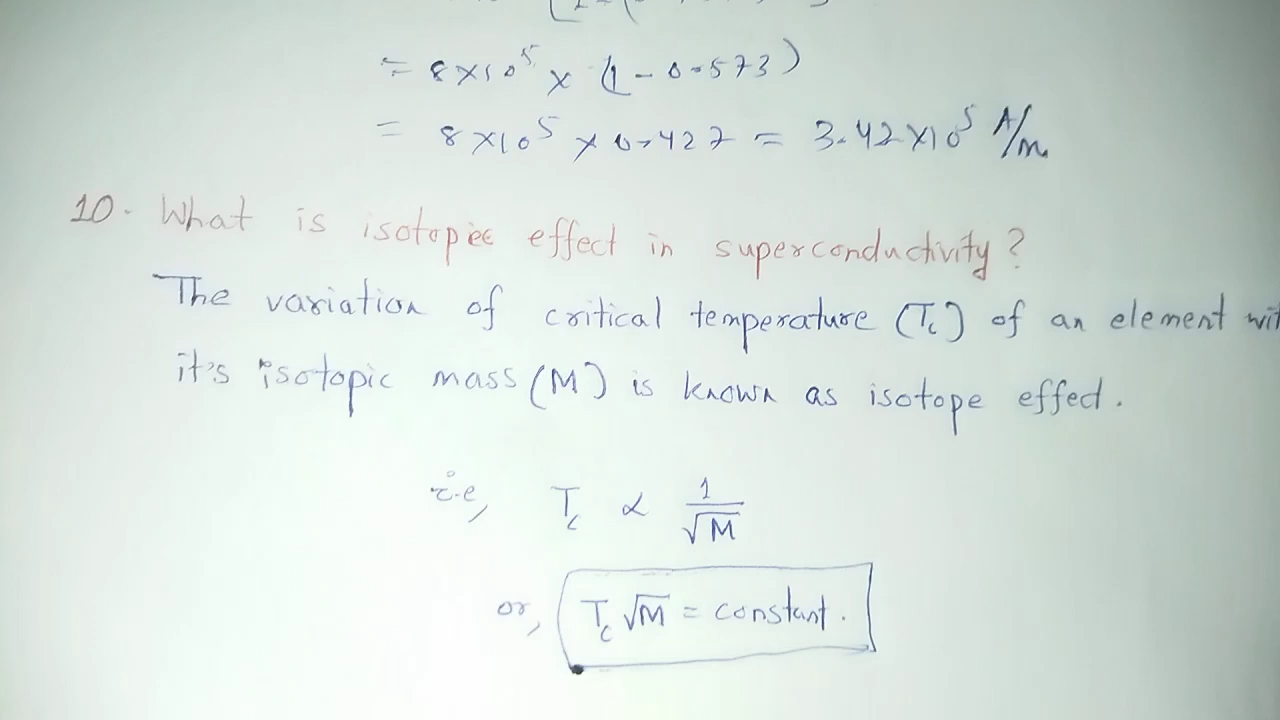 = 8×10⁵ × (1-0.573)
= 8×10⁵ × 0.427 = 3.42×10⁵ A/m
10. What is isotopic effect in superconductivity?
The variation of critical temperature (Tc) of an element wit
it's isotopic mass (M) is known as isotope effect.
i.e, Tc ∝ 1/√M
or, Tc √M = constant.